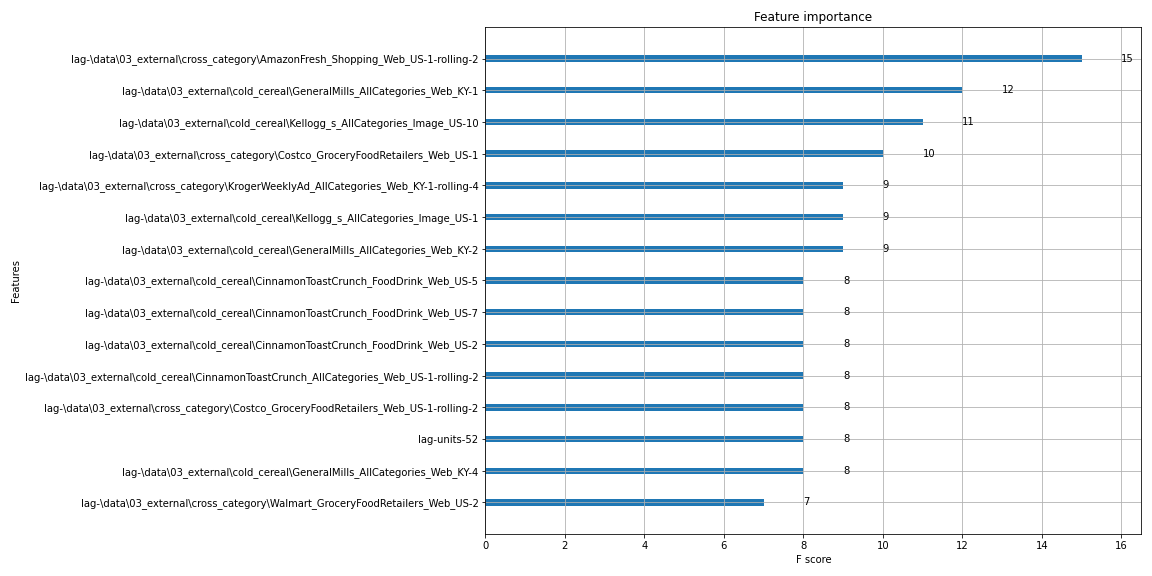 Feature importance
lag-\data\03_external\cross_category\AmazonFresh_Shopping_Web_US-1-rolling-2 15
lag-\data\03_external\cold_cereal\GeneralMills_AllCategories_Web_KY-1 12
lag-\data\03_external\cold_cereal\Kellogg_s_AllCategories_Image_US-10 11
lag-\data\03_external\cross_category\Costco_GroceryFoodRetailers_Web_US-1 10
lag-\data\03_external\cross_category\KrogerWeeklyAd_AllCategories_Web_KY-1-rolling-4 9
lag-\data\03_external\cold_cereal\Kellogg_s_AllCategories_Image_US-1 9
lag-\data\03_external\cold_cereal\GeneralMills_AllCategories_Web_KY-2 9
lag-\data\03_external\cold_cereal\CinnamonToastCrunch_FoodDrink_Web_US-5 8
lag-\data\03_external\cold_cereal\CinnamonToastCrunch_FoodDrink_Web_US-7 8
lag-\data\03_external\cold_cereal\CinnamonToastCrunch_FoodDrink_Web_US-2 8
lag-\data\03_external\cold_cereal\CinnamonToastCrunch_AllCategories_Web_US-1-rolling-2 8
lag-\data\03_external\cross_category\Costco_GroceryFoodRetailers_Web_US-1-rolling-2 8
lag-units-52 8
lag-\data\03_external\cold_cereal\GeneralMills_AllCategories_Web_KY-4 8
lag-\data\03_external\cross_category\Walmart_GroceryFoodRetailers_Web_US-2 7
Features
0 2 4 6 8 10 12 14 16
F score